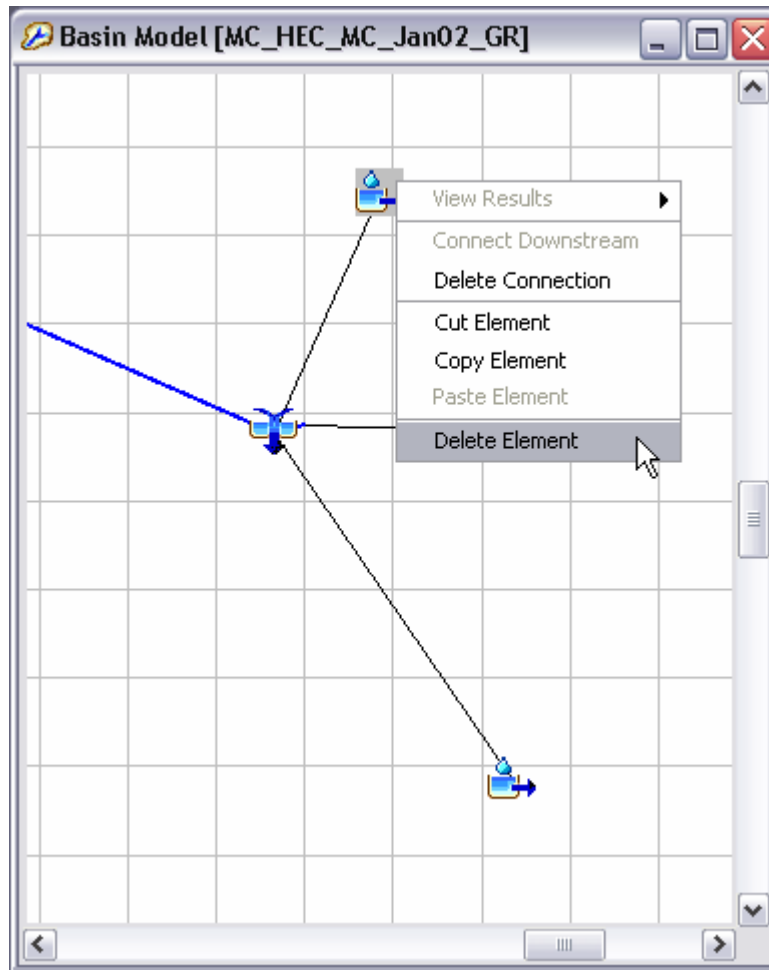 Basin Model [MC_HEC_MC_Jan02_GR]
View Results
Connect Downstream
Delete Connection
Cut Element
Copy Element
Paste Element
Delete Element